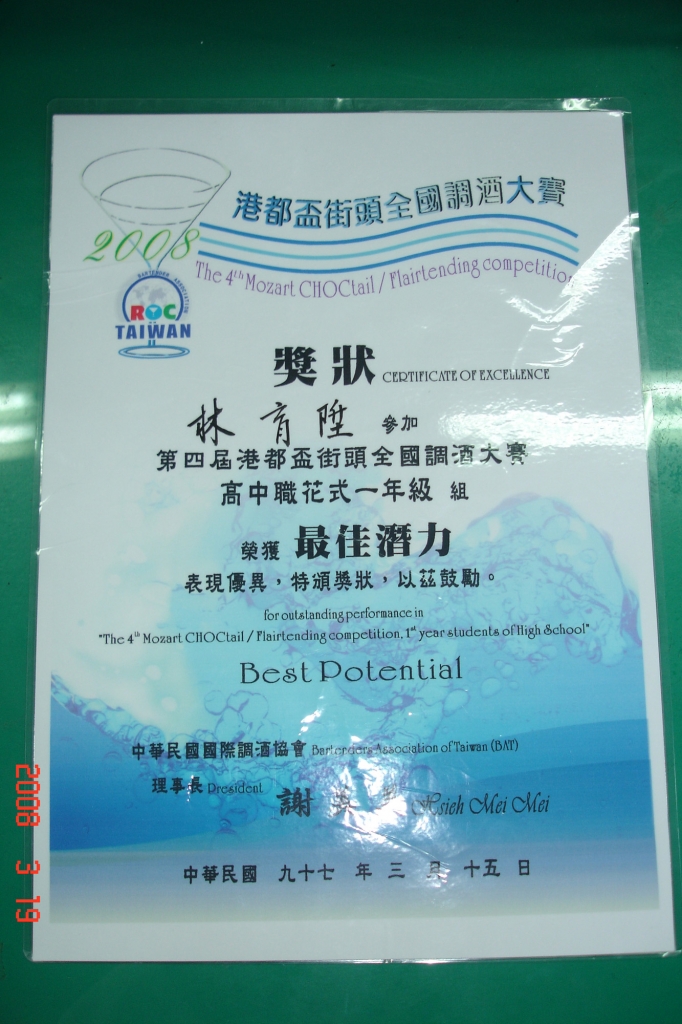 2008
港都盃街頭全國調酒大賽
The 4th Mozart CHOCtail / Flairtending competition
BARTENDER ASSOCIATION
ROC
TAIWAN
獎狀 CERTIFICATE OF EXCELLENCE
林育陞 參加
第四屆港都盃街頭全國調酒大賽
高中職花式一年級 組
榮獲 最佳潛力
表現優異，特頒獎狀，以茲鼓勵。
for outstanding performance in
"The 4th Mozart CHOCtail / Flairtending competition, 1st year students of High School"
Best Potential
中華民國國際調酒協會 Bartenders Association of Taiwan (BAT)
理事長 President 謝 Hsieh Mei Mei
中華民國 九十七 年 三 月 十五 日
2008 3 19